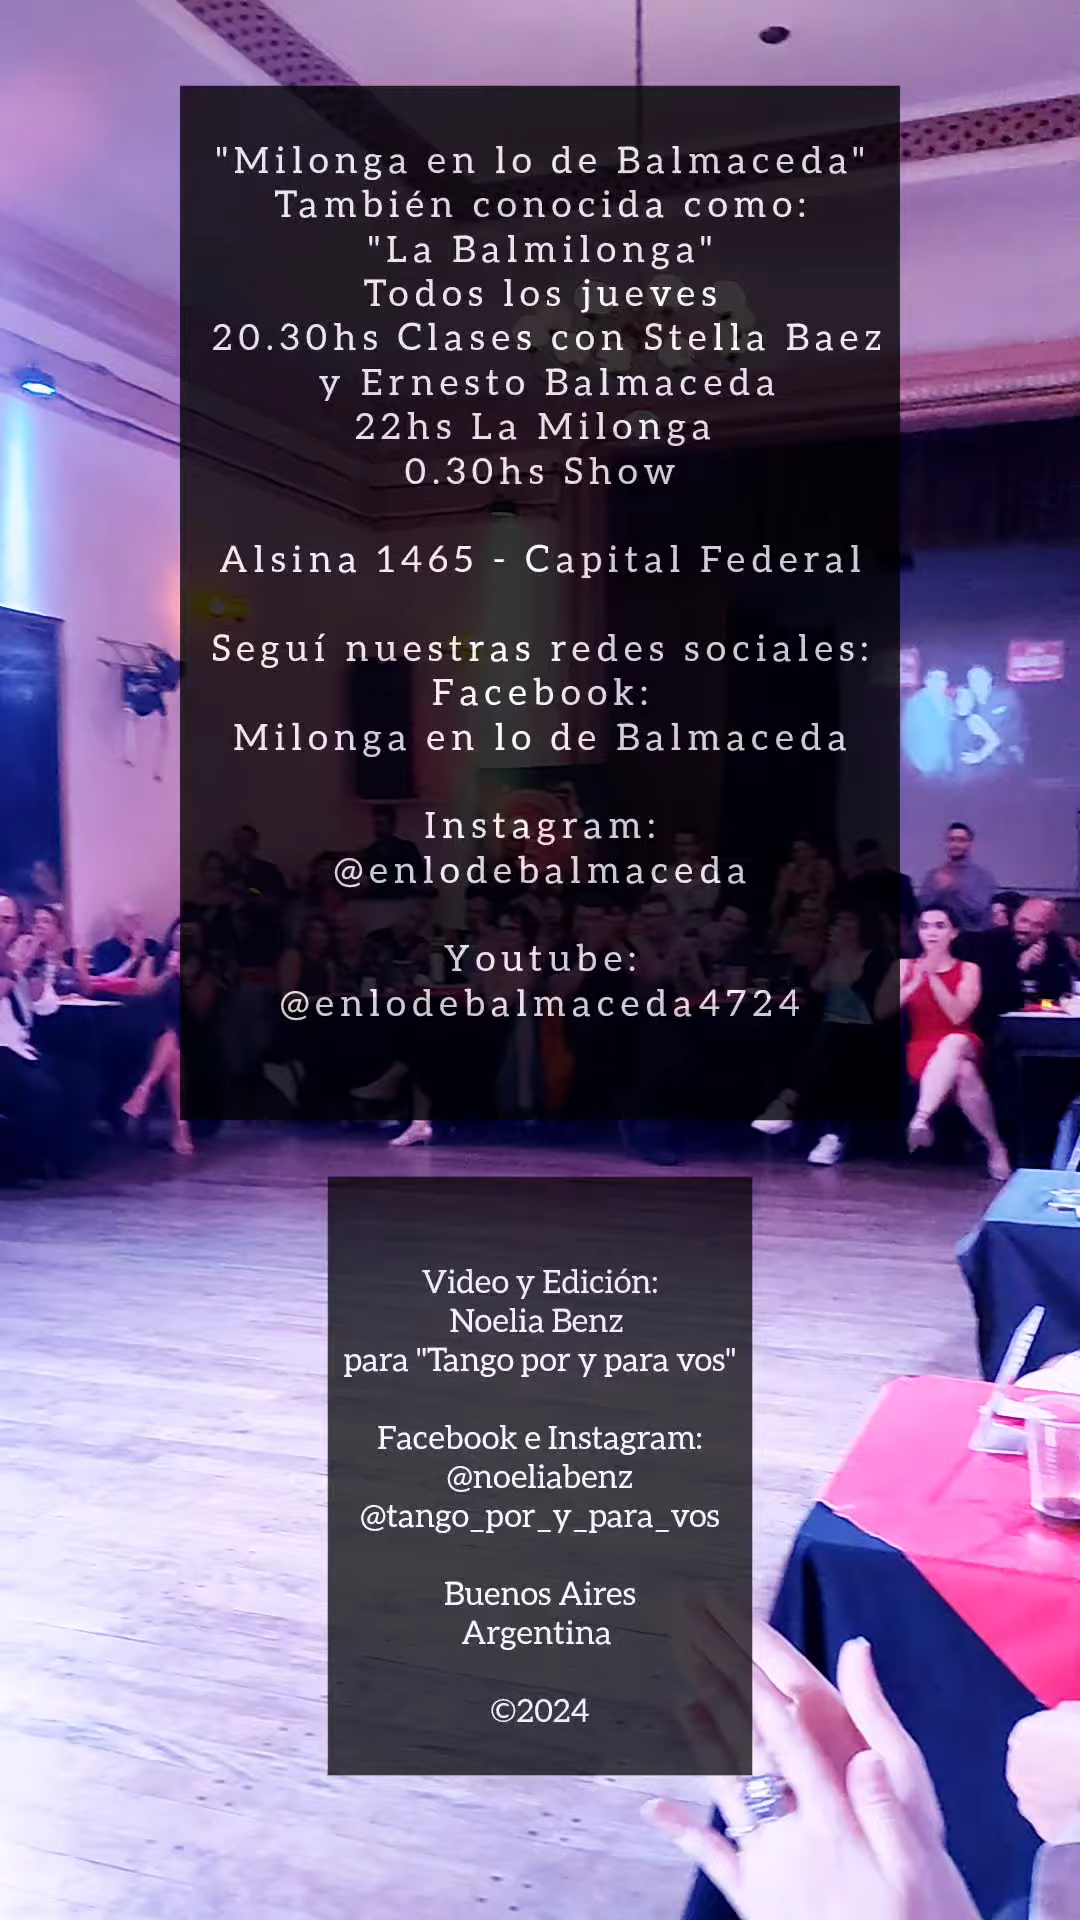 "Milonga en lo de Balmaceda"
También conocida como:
"La Balmilonga"
Todos los jueves
20.30hs Clases con Stella Baez
y Ernesto Balmaceda
22hs La Milonga
0.30hs Show
Alsina 1465 - Capital Federal
Seguí nuestras redes sociales:
Facebook:
Milonga en lo de Balmaceda
Instagram:
@enlodebalmaceda
Youtube:
@enlodebalmaceda4724
Video y Edición:
Noelia Benz
para "Tango por y para vos"
Facebook e Instagram:
@noeliabenz
@tango_por_y_para_vos
Buenos Aires
Argentina
©2024